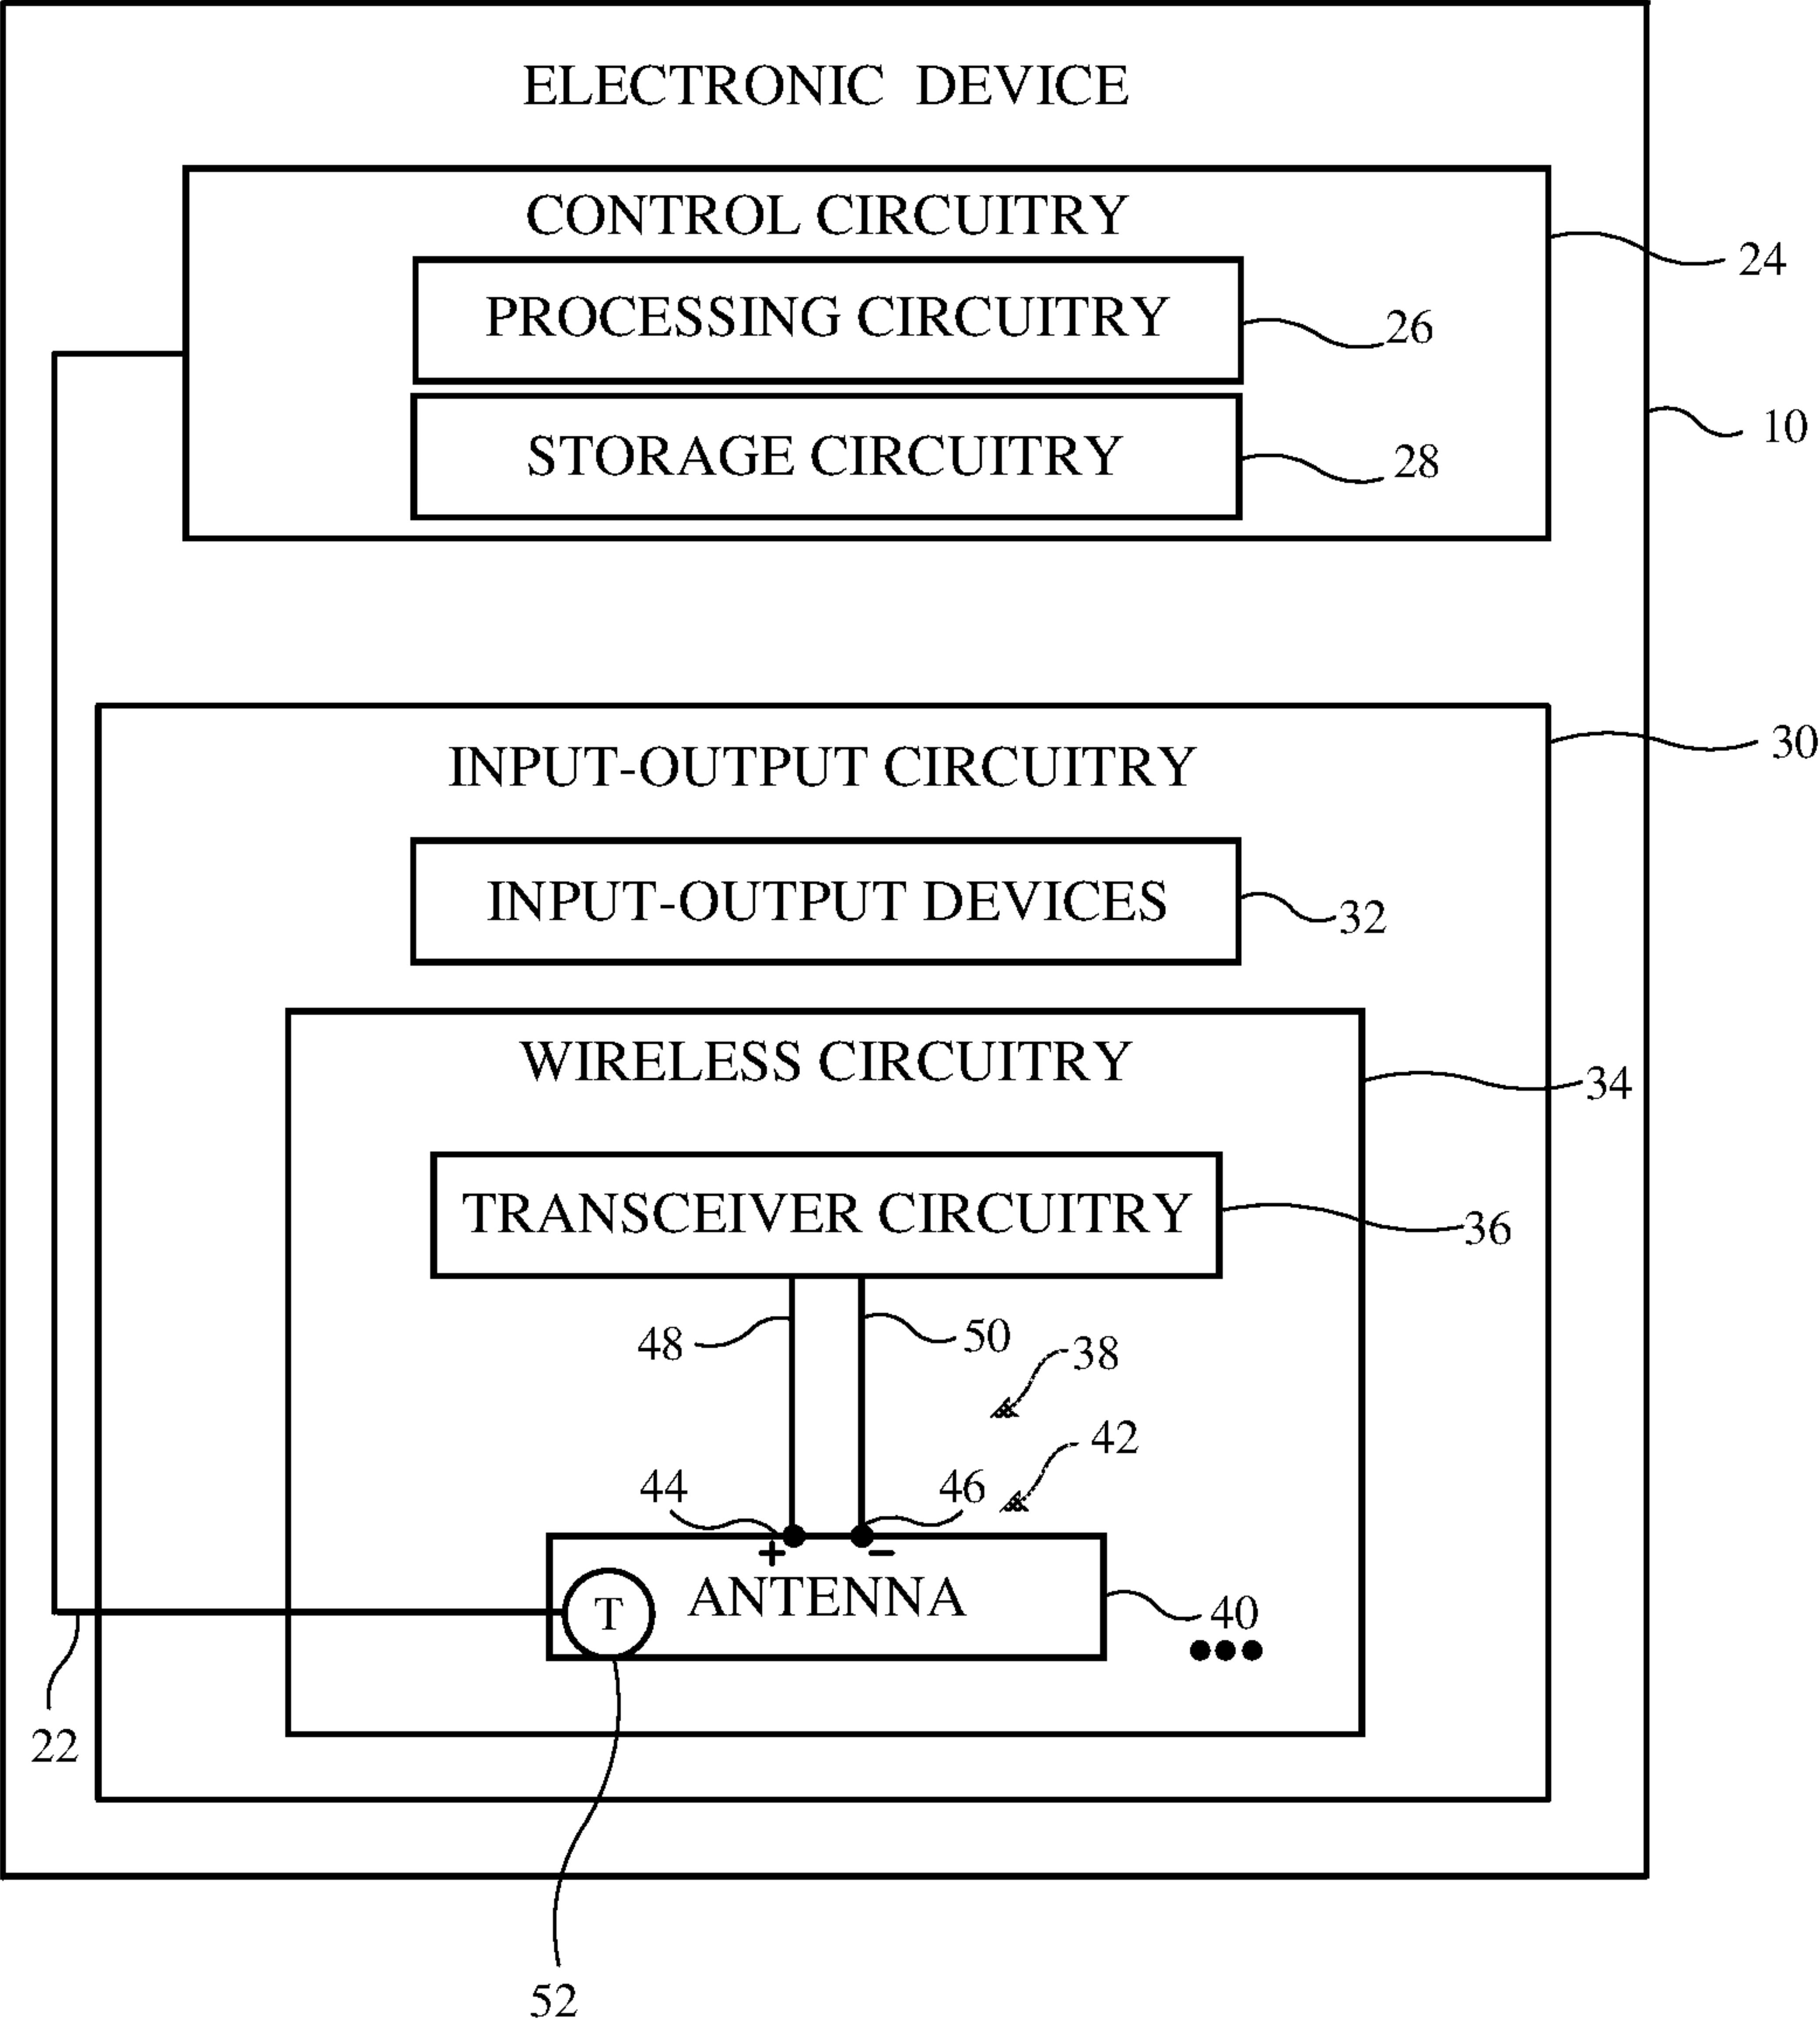 ELECTRONIC DEVICE
CONTROL CIRCUITRY
24
PROCESSING CIRCUITRY
26
10
STORAGE CIRCUITRY
28
INPUT-OUTPUT CIRCUITRY
30
INPUT-OUTPUT DEVICES
32
WIRELESS CIRCUITRY
34
TRANSCEIVER CIRCUITRY
36
48
50
38
42
44
46
+
−
T
ANTENNA
40
22
52